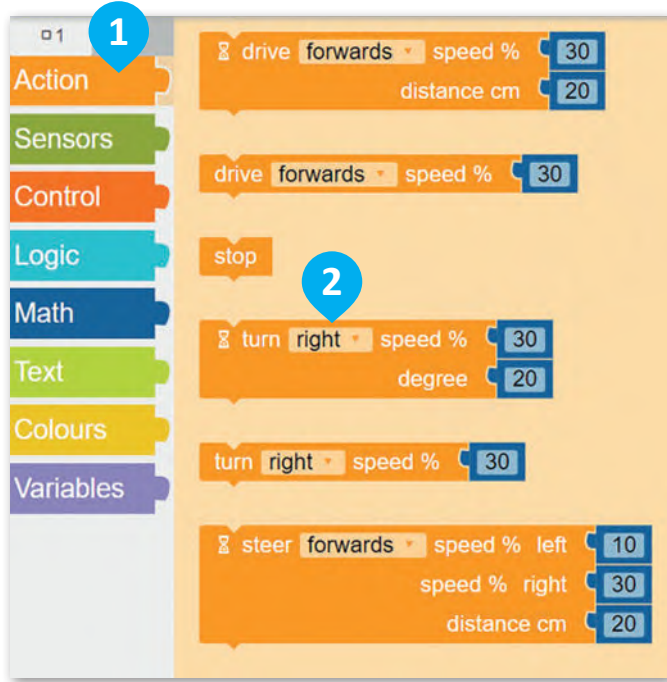 1
1
Action
Sensors
Control
Logic
Math
Text
Colours
Variables
drive forwards speed % 30
distance cm 20
drive forwards speed % 30
stop
2
turn right speed % 30
degree 20
turn right speed % 30
steer forwards speed % left 10
speed % right 30
distance cm 20